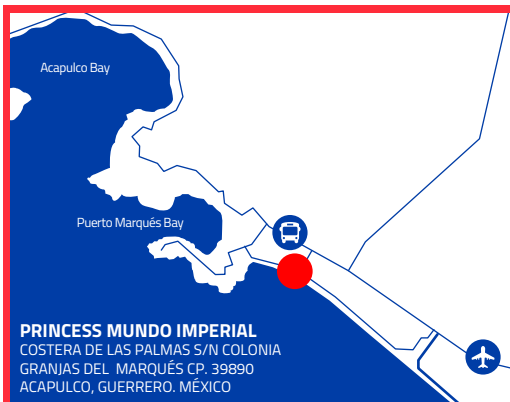 Acapulco Bay
Puerto Marqués Bay
PRINCESS MUNDO IMPERIAL
COSTERA DE LAS PALMAS S/N COLONIA
GRANJAS DEL MARQUÉS CP. 39890
ACAPULCO, GUERRERO. MÉXICO